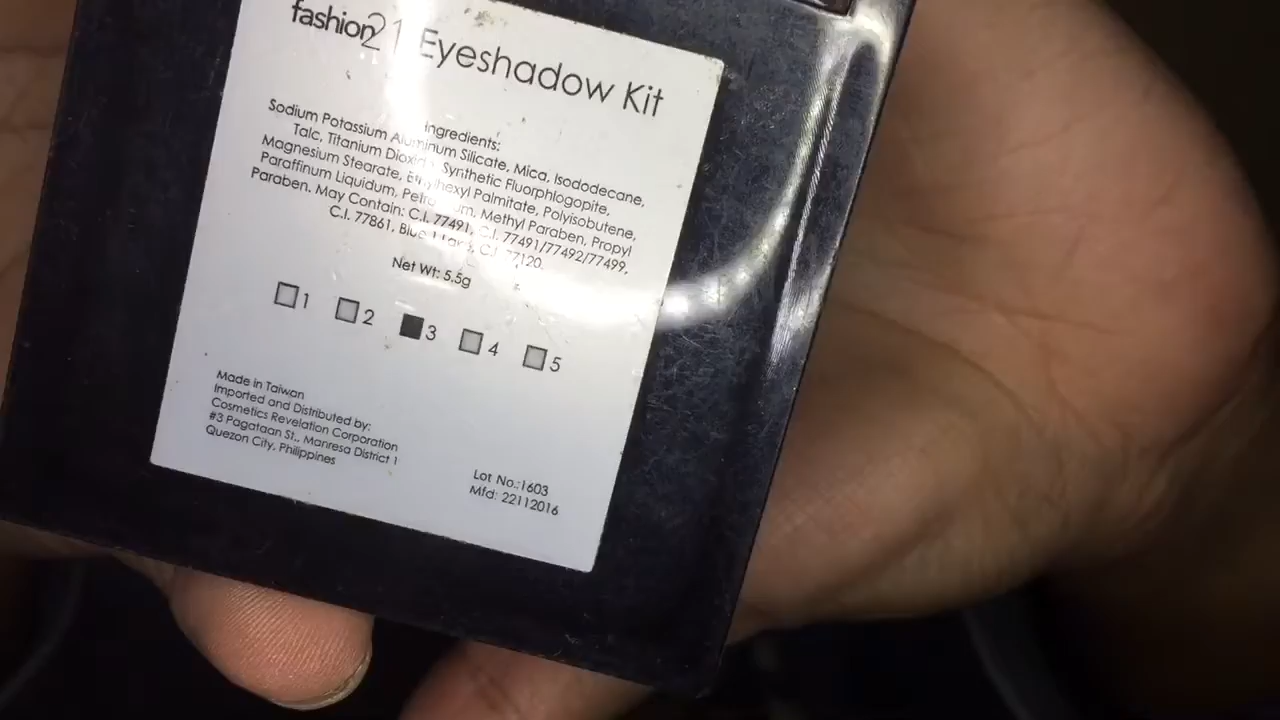 fashion21 Eyeshadow Kit
Ingredients:
Sodium Potassium Aluminum Silicate, Mica, Isododecane,
Talc, Titanium Dioxide, Synthetic Fluorphlogopite,
Magnesium Stearate, Ethylhexyl Palmitate, Polyisobutene,
Paraffinum Liquidum, Petrolatum, Methyl Paraben, Propyl
Paraben. May Contain: C.I. 77491, C.I. 77491/77492/77499,
C.I. 77861, Blue C.I. 77120.
Net Wt: 5.5g
1 2 3 4 5
Made in Taiwan
Imported and Distributed by:
Cosmetics Revelation Corporation
#3 Pagataan St., Manresa District 1
Quezon City, Philippines
Lot No.:1603
Mfd: 22112016